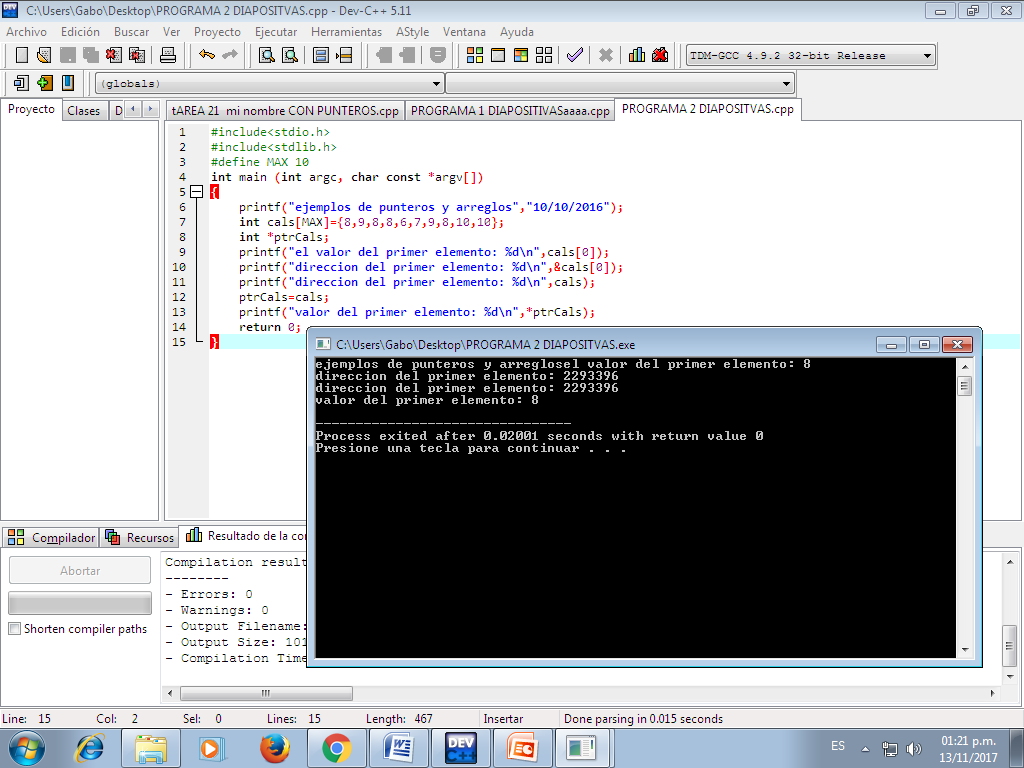 C:\Users\Gabo\Desktop\PROGRAMA 2 DIAPOSITVAS.cpp - Dev-C++ 5.11
Archivo Edición Buscar Ver Proyecto Ejecutar Herramientas AStyle Ventana Ayuda
TDM-GCC 4.9.2 32-bit Release
(globals)
Proyecto Clases D
tAREA 21 mi nombre CON PUNTEROS.cpp PROGRAMA 1 DIAPOSITIVASaaaa.cpp PROGRAMA 2 DIAPOSITVAS.cpp
1 #include<stdio.h>
2 #include<stdlib.h>
3 #define MAX 10
4 int main (int argc, char const *argv[])
5 {
6 printf("ejemplos de punteros y arreglos","10/10/2016");
7 int cals[MAX]={8,9,8,8,6,7,9,8,10,10};
8 int *ptrCals;
9 printf("el valor del primer elemento: %d\n",cals[0]);
10 printf("direccion del primer elemento: %d\n",&cals[0]);
11 printf("direccion del primer elemento: %d\n",cals);
12 ptrCals=cals;
13 printf("valor del primer elemento: %d\n",*ptrCals);
14 return 0;
15 }
C:\Users\Gabo\Desktop\PROGRAMA 2 DIAPOSITVAS.exe
ejemplos de punteros y arreglosel valor del primer elemento: 8
direccion del primer elemento: 2293396
direccion del primer elemento: 2293396
valor del primer elemento: 8
--------------------------------
Process exited after 0.02001 seconds with return value 0
Presione una tecla para continuar . . .
Compilador Recursos Resultado de la co
Abortar
Shorten compiler paths
Compilation result
--------
- Errors: 0
- Warnings: 0
- Output Filename:
- Output Size: 101
- Compilation Time
Line: 15 Col: 2 Sel: 0 Lines: 15 Length: 467 Insertar Done parsing in 0.015 seconds
DEV C++
ES
01:21 p.m.
13/11/2017